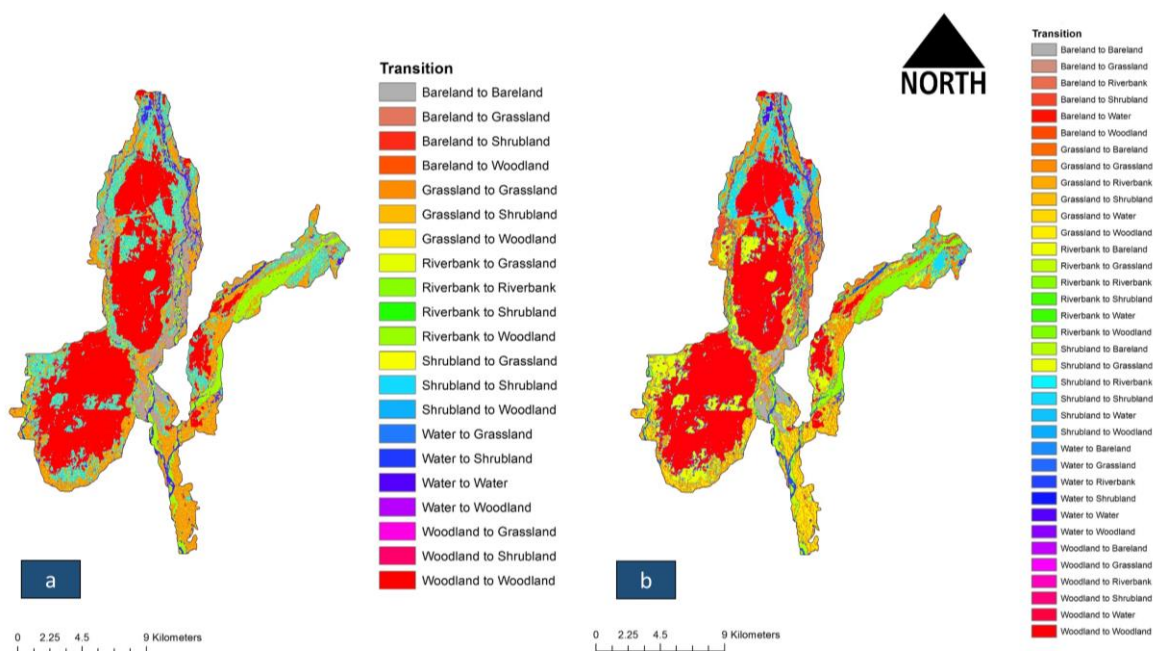 Transition
Bareland to Bareland
Bareland to Grassland
Bareland to Shrubland
Bareland to Woodland
Grassland to Grassland
Grassland to Shrubland
Grassland to Woodland
Riverbank to Grassland
Riverbank to Riverbank
Riverbank to Shrubland
Riverbank to Woodland
Shrubland to Grassland
Shrubland to Shrubland
Shrubland to Woodland
Water to Grassland
Water to Shrubland
Water to Water
Water to Woodland
Woodland to Grassland
Woodland to Shrubland
Woodland to Woodland
a
0 2.25 4.5 9 Kilometers
NORTH
Transition
Bareland to Bareland
Bareland to Grassland
Bareland to Riverbank
Bareland to Shrubland
Bareland to Water
Bareland to Woodland
Grassland to Bareland
Grassland to Grassland
Grassland to Riverbank
Grassland to Shrubland
Grassland to Water
Grassland to Woodland
Riverbank to Bareland
Riverbank to Grassland
Riverbank to Riverbank
Riverbank to Shrubland
Riverbank to Water
Riverbank to Woodland
Shrubland to Bareland
Shrubland to Grassland
Shrubland to Riverbank
Shrubland to Shrubland
Shrubland to Water
Shrubland to Woodland
Water to Bareland
Water to Grassland
Water to Riverbank
Water to Shrubland
Water to Water
Water to Woodland
Woodland to Bareland
Woodland to Grassland
Woodland to Riverbank
Woodland to Shrubland
Woodland to Water
Woodland to Woodland
b
0 2.25 4.5 9 Kilometers